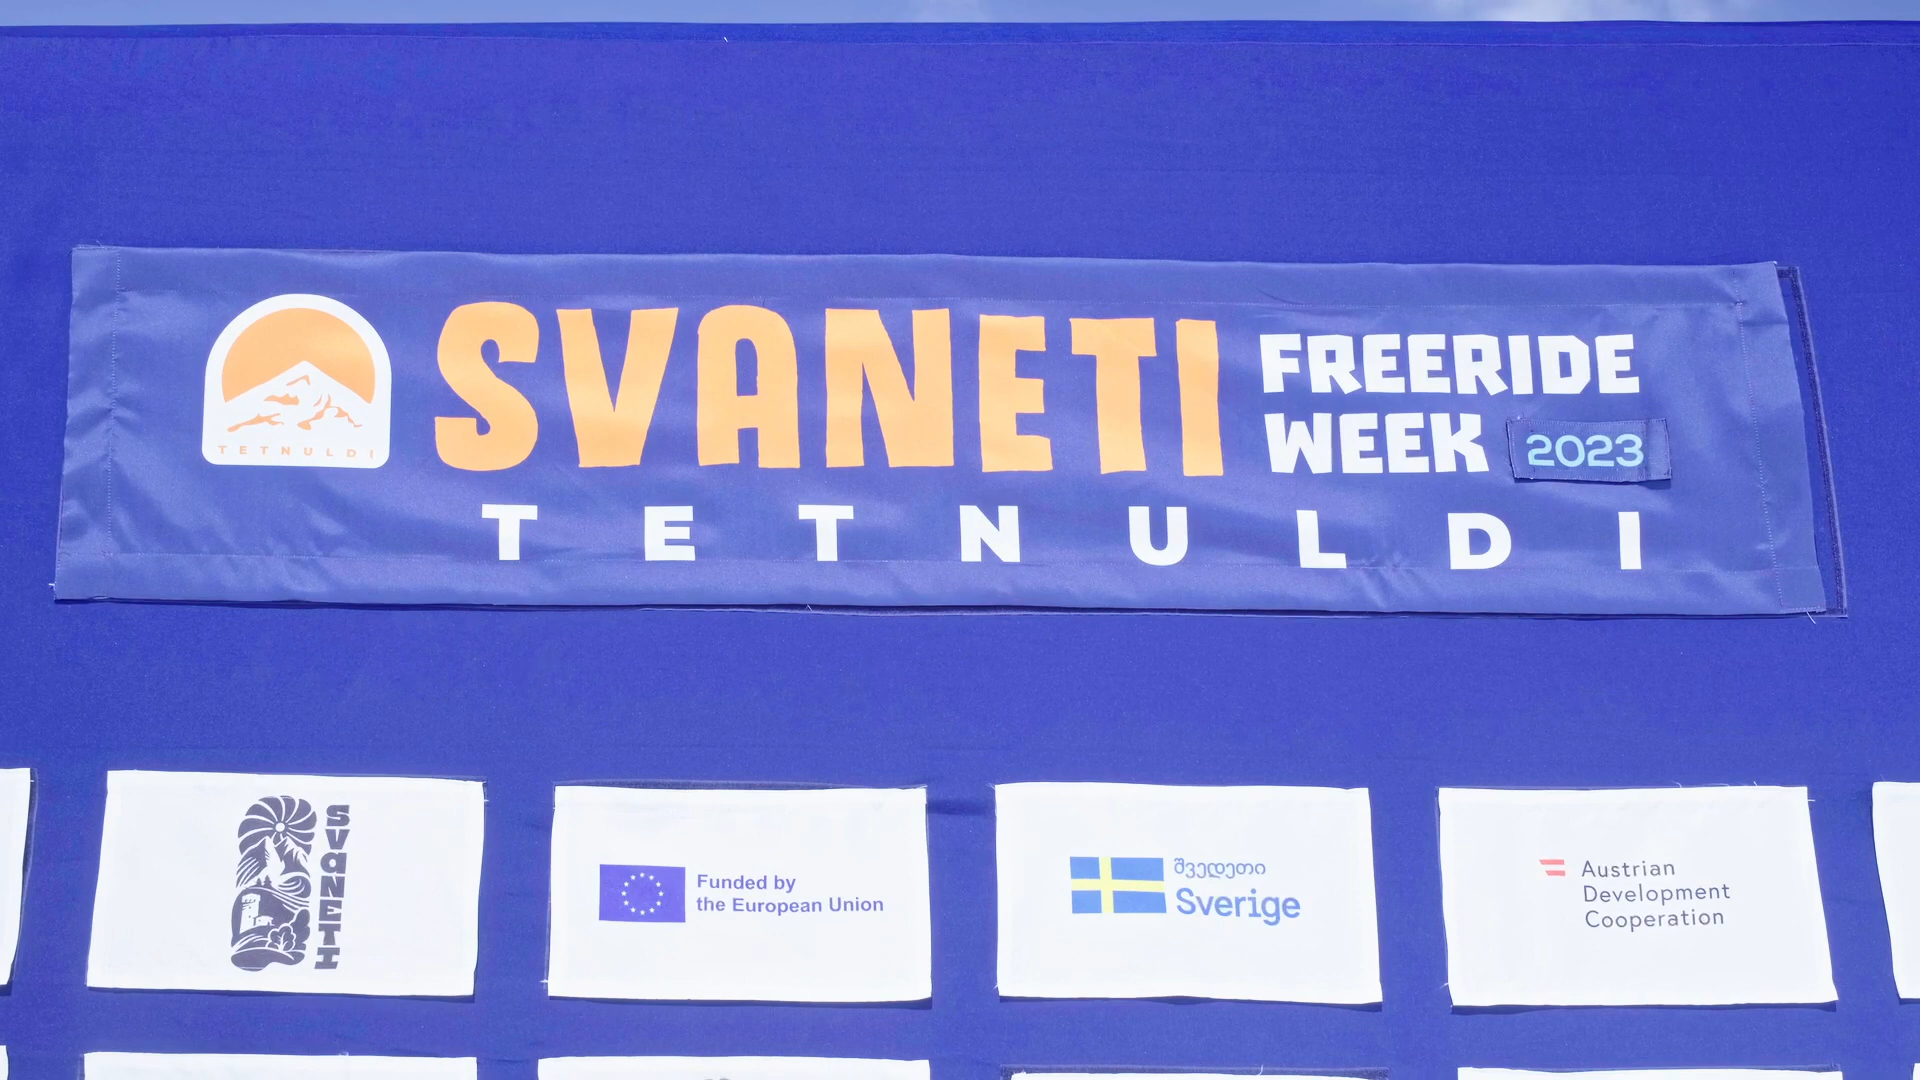 SVANETI
FREERIDE
WEEK 2023
TETNULDI
TETNULDI
SVANETI
Funded by
the European Union
შვედეთი
Sverige
Austrian
Development
Cooperation